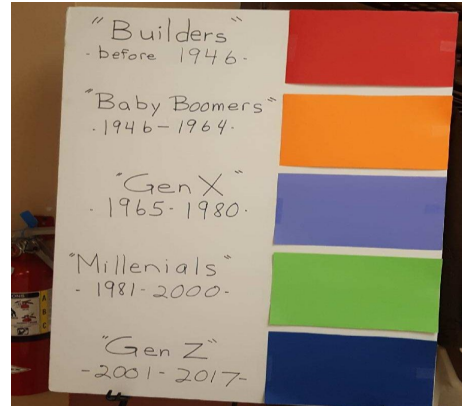 "Builders"
- before 1946-
"Baby Boomers"
- 1946-1964-
"Gen X"
- 1965-1980-
"Millenials"
- 1981-2000-
"Gen Z"
-2001-2017-
A
B
C